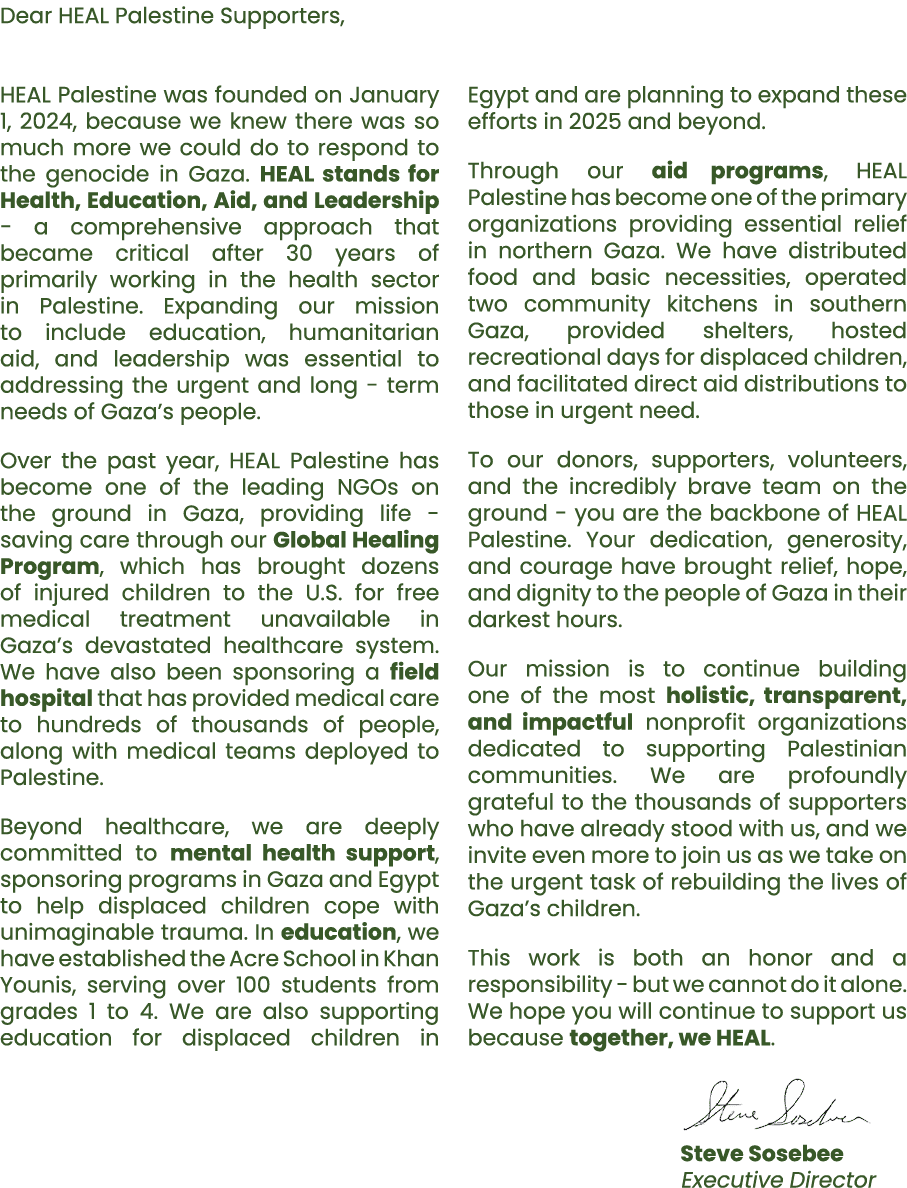 Dear HEAL Palestine Supporters,
HEAL Palestine was founded on January
1, 2024, because we knew there was so
much more we could do to respond to
the genocide in Gaza. HEAL stands for
Health, Education, Aid, and Leadership
- a comprehensive approach that
became critical after 30 years of
primarily working in the health sector
in Palestine. Expanding our mission
to include education, humanitarian
aid, and leadership was essential to
addressing the urgent and long - term
needs of Gaza's people.
Over the past year, HEAL Palestine has
become one of the leading NGOs on
the ground in Gaza, providing life -
saving care through our Global Healing
Program, which has brought dozens
of injured children to the U.S. for free
medical treatment unavailable in
Gaza's devastated healthcare system.
We have also been sponsoring a field
hospital that has provided medical care
to hundreds of thousands of people,
along with medical teams deployed to
Palestine.
Beyond healthcare, we are deeply
committed to mental health support,
sponsoring programs in Gaza and Egypt
to help displaced children cope with
unimaginable trauma. In education, we
have established the Acre School in Khan
Younis, serving over 100 students from
grades 1 to 4. We are also supporting
education for displaced children in
Egypt and are planning to expand these
efforts in 2025 and beyond.
Through our aid programs, HEAL
Palestine has become one of the primary
organizations providing essential relief
in northern Gaza. We have distributed
food and basic necessities, operated
two community kitchens in southern
Gaza, provided shelters, hosted
recreational days for displaced children,
and facilitated direct aid distributions to
those in urgent need.
To our donors, supporters, volunteers,
and the incredibly brave team on the
ground - you are the backbone of HEAL
Palestine. Your dedication, generosity,
and courage have brought relief, hope,
and dignity to the people of Gaza in their
darkest hours.
Our mission is to continue building
one of the most holistic, transparent,
and impactful nonprofit organizations
dedicated to supporting Palestinian
communities. We are profoundly
grateful to the thousands of supporters
who have already stood with us, and we
invite even more to join us as we take on
the urgent task of rebuilding the lives of
Gaza's children.
This work is both an honor and a
responsibility - but we cannot do it alone.
We hope you will continue to support us
because together, we HEAL.
Steve Sosebee
Steve Sosebee
Executive Director